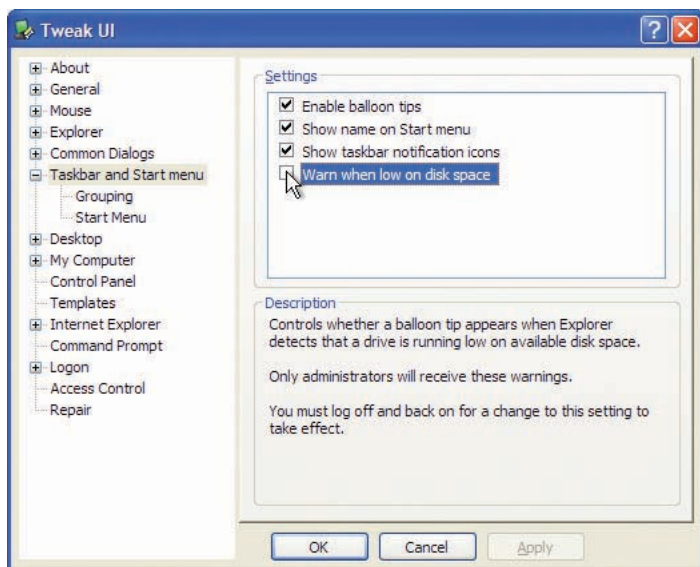 Tweak UI
About
General
Mouse
Explorer
Common Dialogs
Taskbar and Start menu
Grouping
Start Menu
Desktop
My Computer
Control Panel
Templates
Internet Explorer
Command Prompt
Logon
Access Control
Repair
Settings
Enable balloon tips
Show name on Start menu
Show taskbar notification icons
Warn when low on disk space
Description
Controls whether a balloon tip appears when Explorer
detects that a drive is running low on available disk space.
Only administrators will receive these warnings.
You must log off and back on for a change to this setting to
take effect.
OK
Cancel
Apply